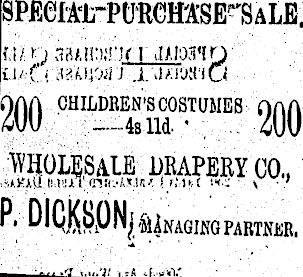 SPECIAL PURCHASE SALE.
200 CHILDREN'S COSTUMES 200
4s 11d.
WHOLESALE DRAPERY CO.,
P. DICKSON, MANAGING PARTNER.